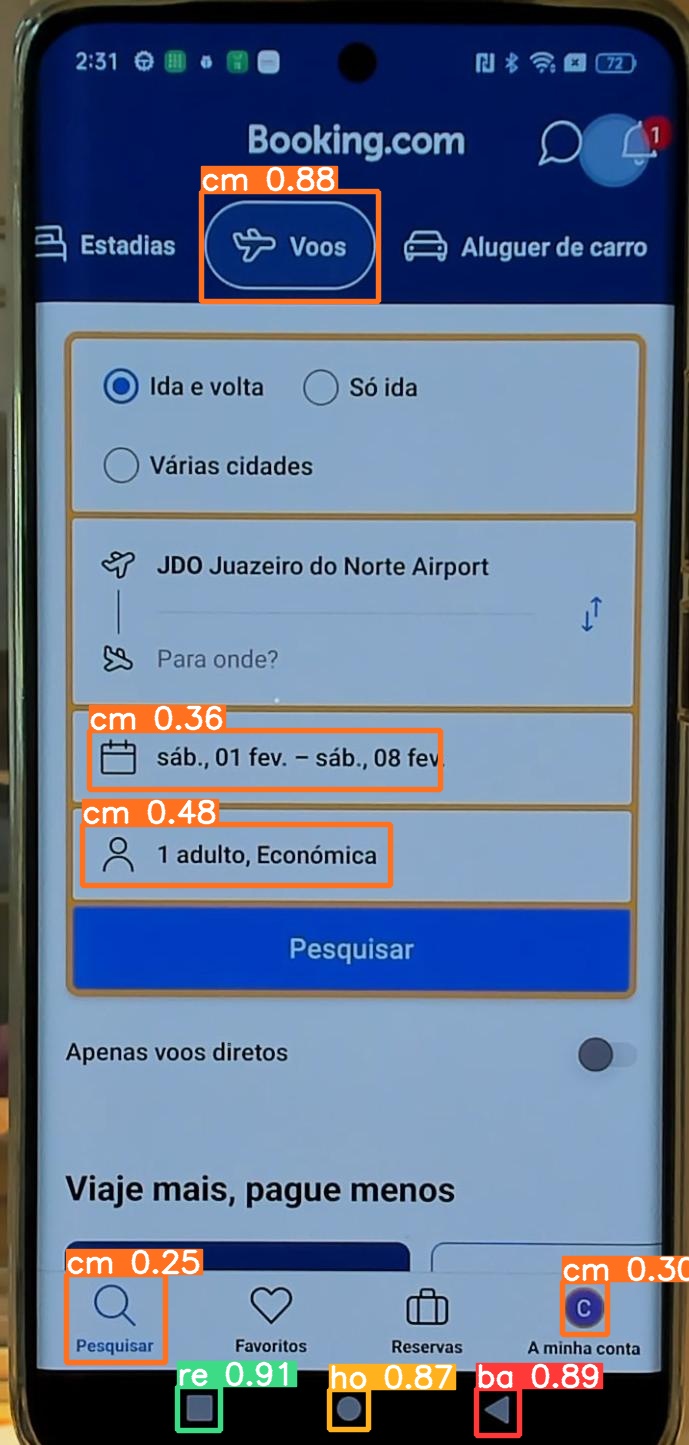 2:31 72
Booking.com 1
cm 0.88
Estadias Voos Aluguer de carro
Ida e volta Só ida
Várias cidades
JDO Juazeiro do Norte Airport
Para onde?
cm 0.36
sáb., 01 fev. – sáb., 08 fev.
cm 0.48
1 adulto, Económica
Pesquisar
Apenas voos diretos
Viaje mais, pague menos
cm 0.25 cm 0.30
C
Pesquisar Favoritos Reservas A minha conta
re 0.91 ho 0.87 ba 0.89